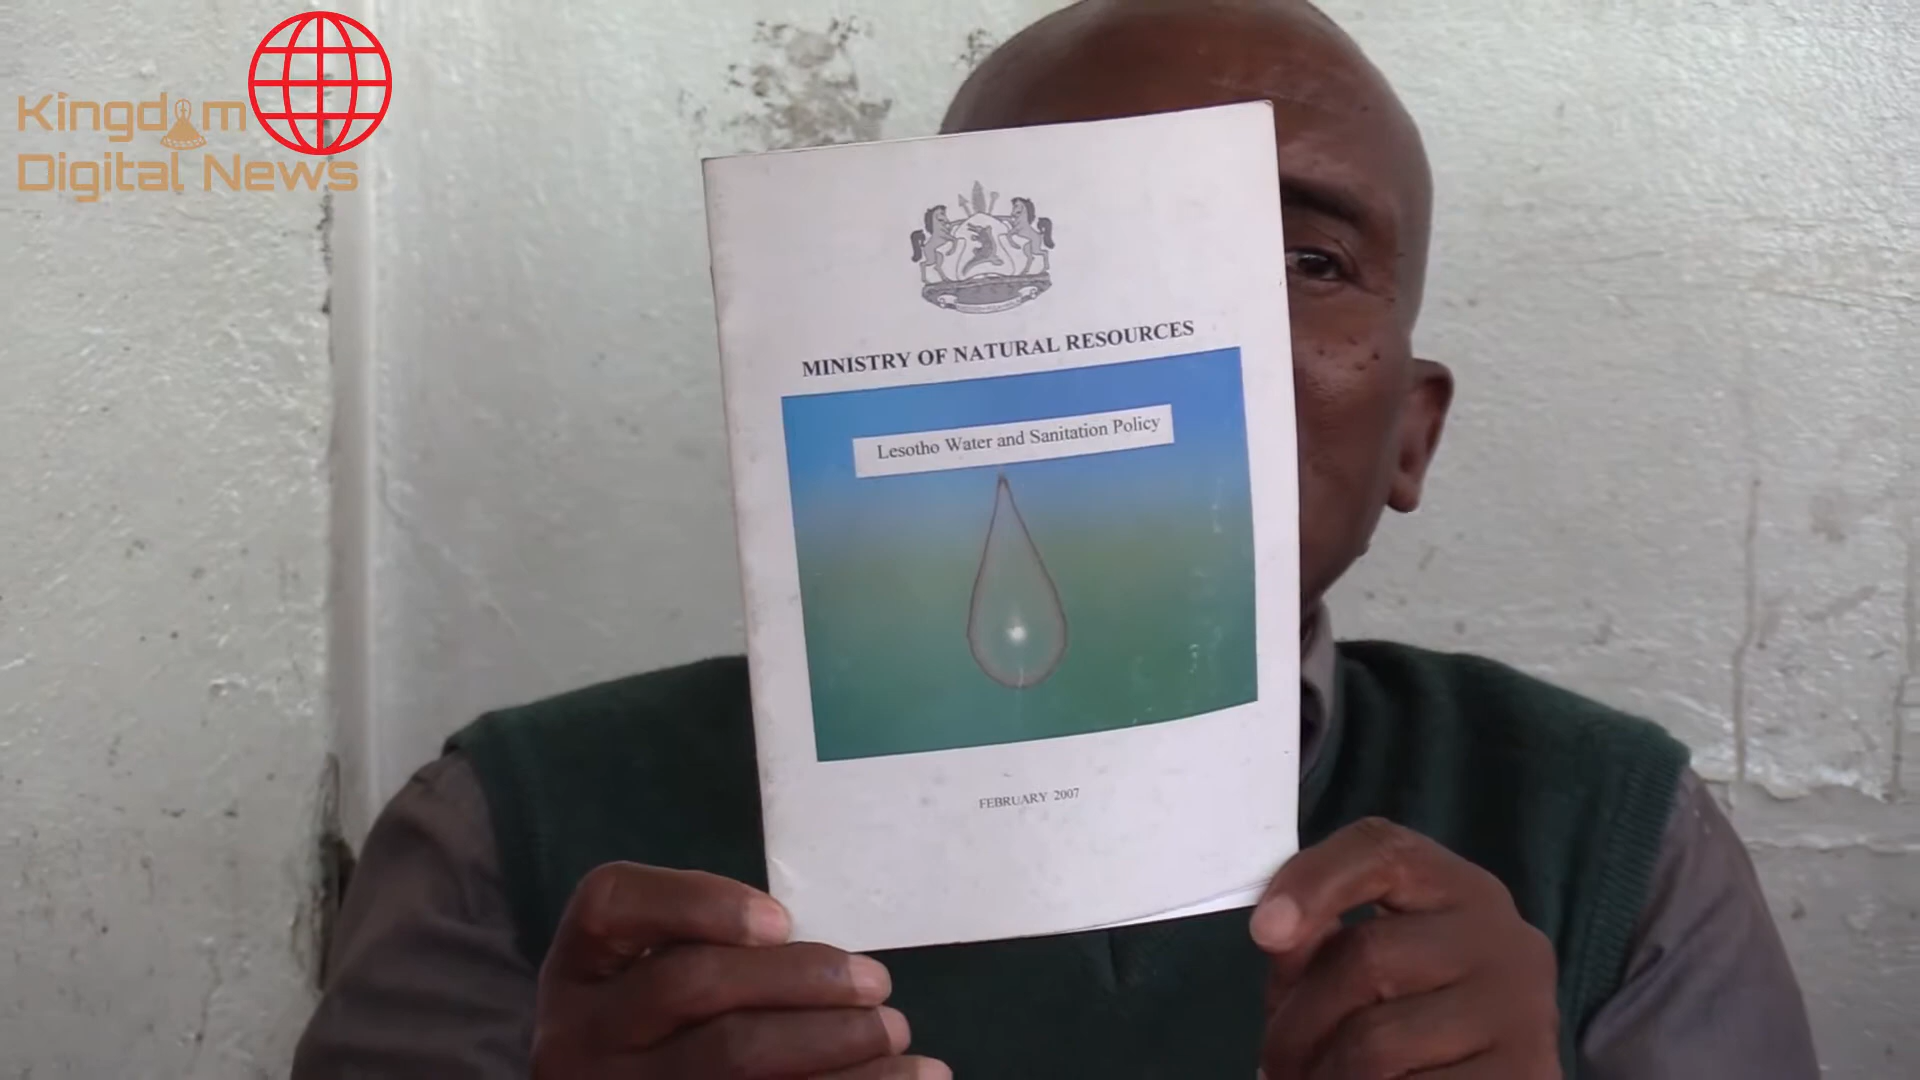 Kingdom
Digital News
MINISTRY OF NATURAL RESOURCES
Lesotho Water and Sanitation Policy
FEBRUARY 2007